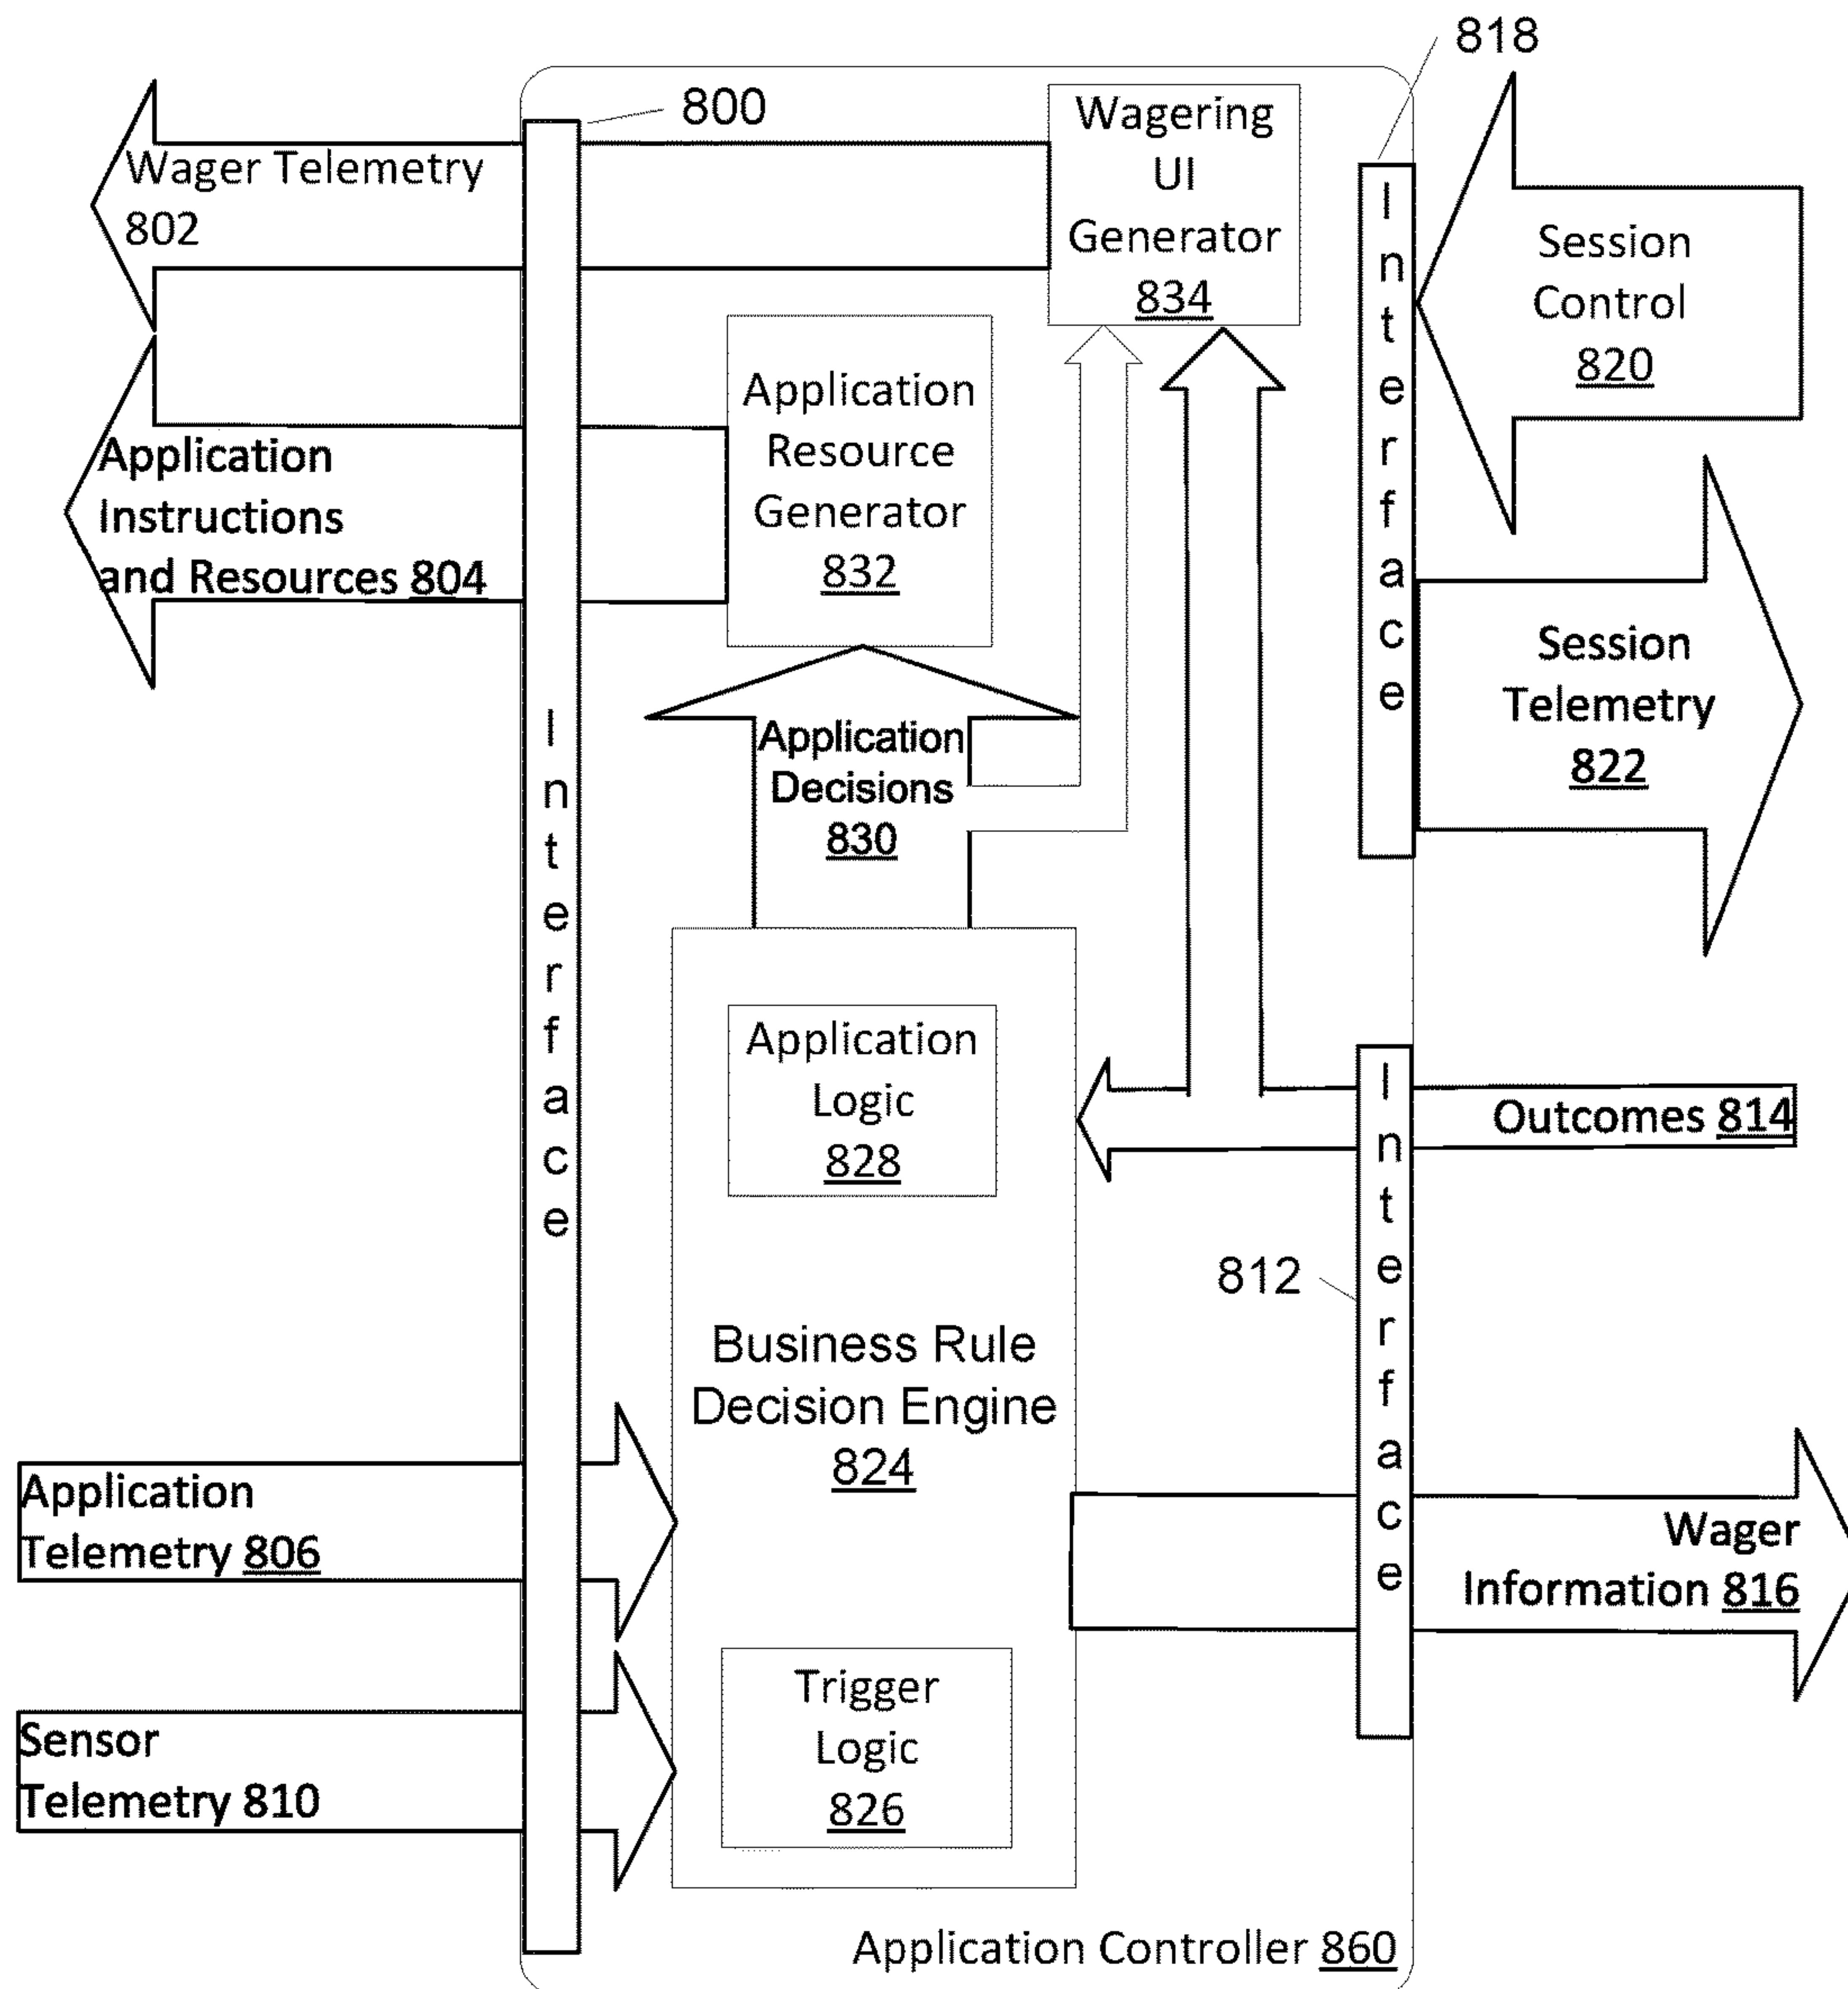 818
800
Wagering
UI
Generator
834
Wager Telemetry
802
Interface
Session
Control
820
Application
Resource
Generator
832
Application
Instructions
and Resources 804
Session
Telemetry
822
Interface
Application
Decisions
830
Application
Logic
828
Interface
Outcomes 814
812
Business Rule
Decision Engine
824
Application
Telemetry 806
Wager
Information 816
Trigger
Logic
826
Sensor
Telemetry 810
Application Controller 860